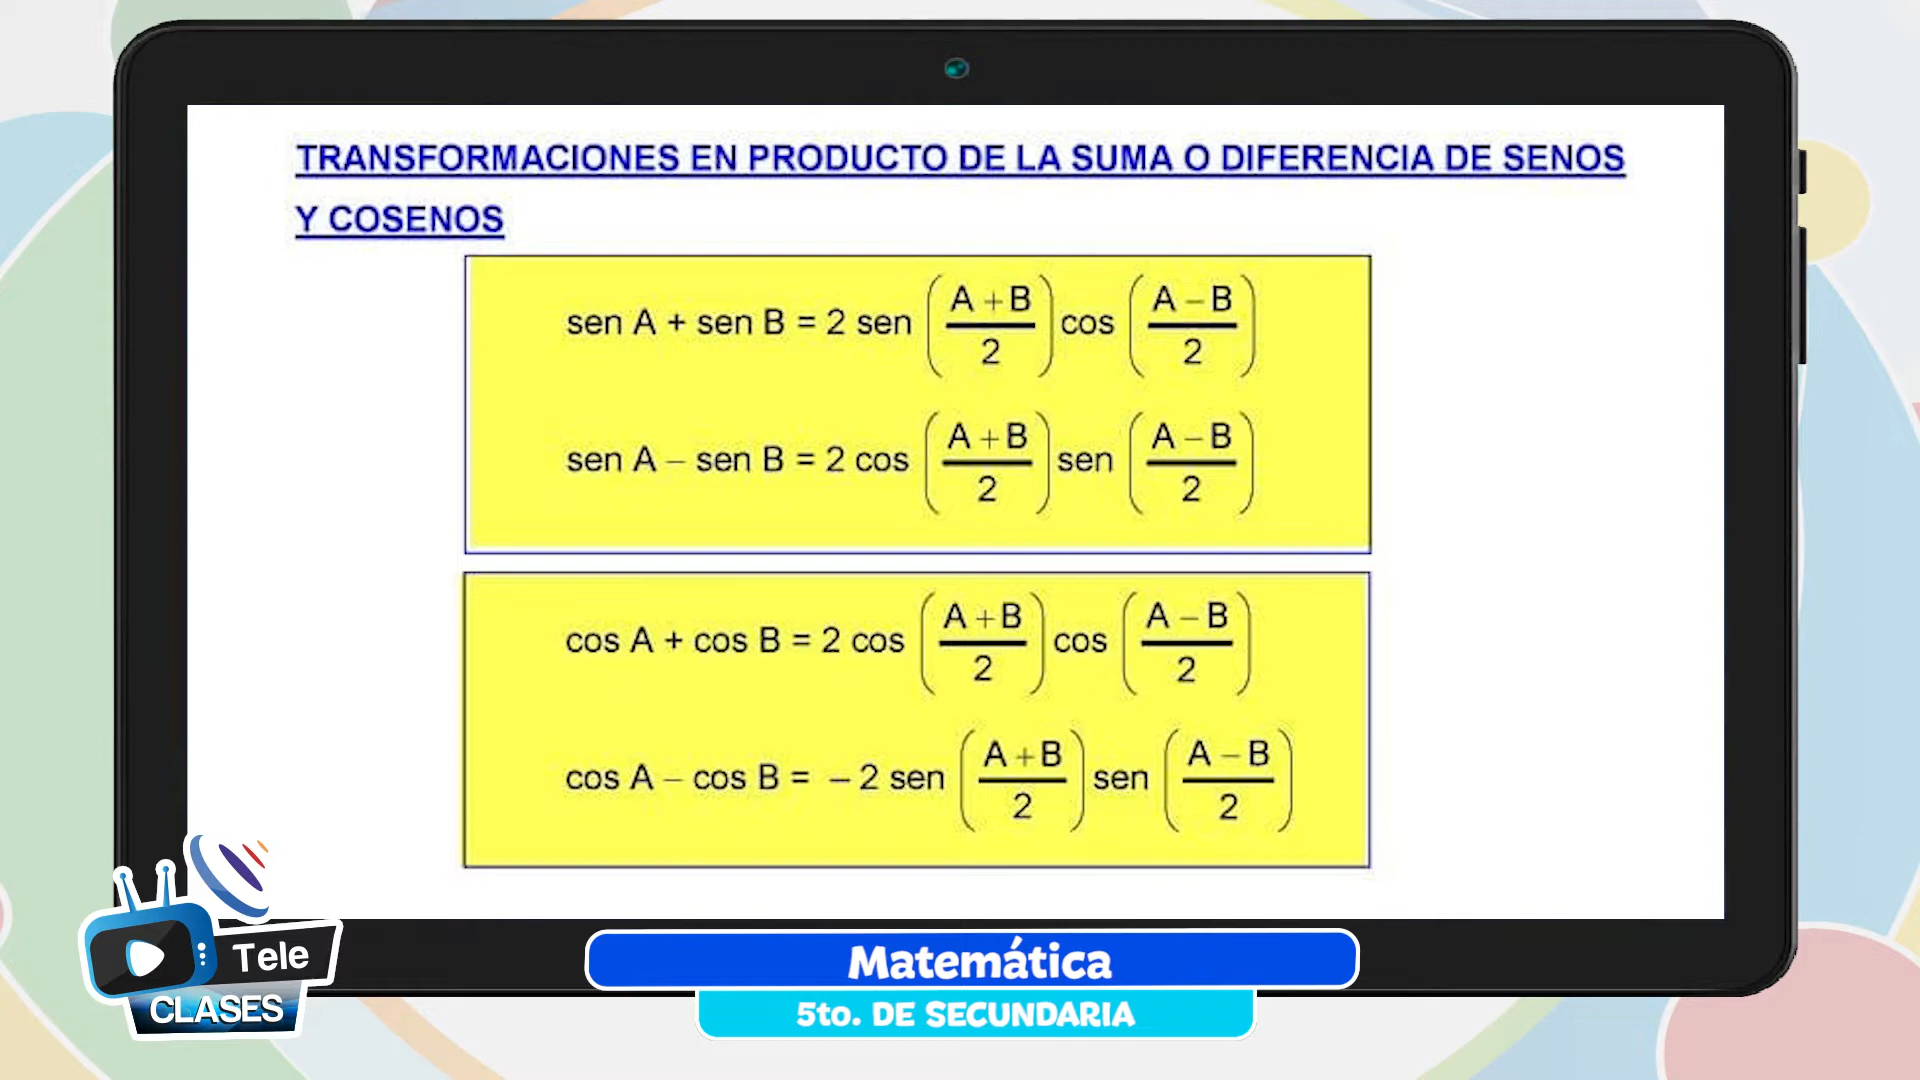 TRANSFORMACIONES EN PRODUCTO DE LA SUMA O DIFERENCIA DE SENOS
Y COSENOS
sen A + sen B = 2 sen (A + B / 2) cos (A − B / 2)
sen A − sen B = 2 cos (A + B / 2) sen (A − B / 2)
cos A + cos B = 2 cos (A + B / 2) cos (A − B / 2)
cos A − cos B = − 2 sen (A + B / 2) sen (A − B / 2)
Tele
CLASES
Matemática
5to. DE SECUNDARIA